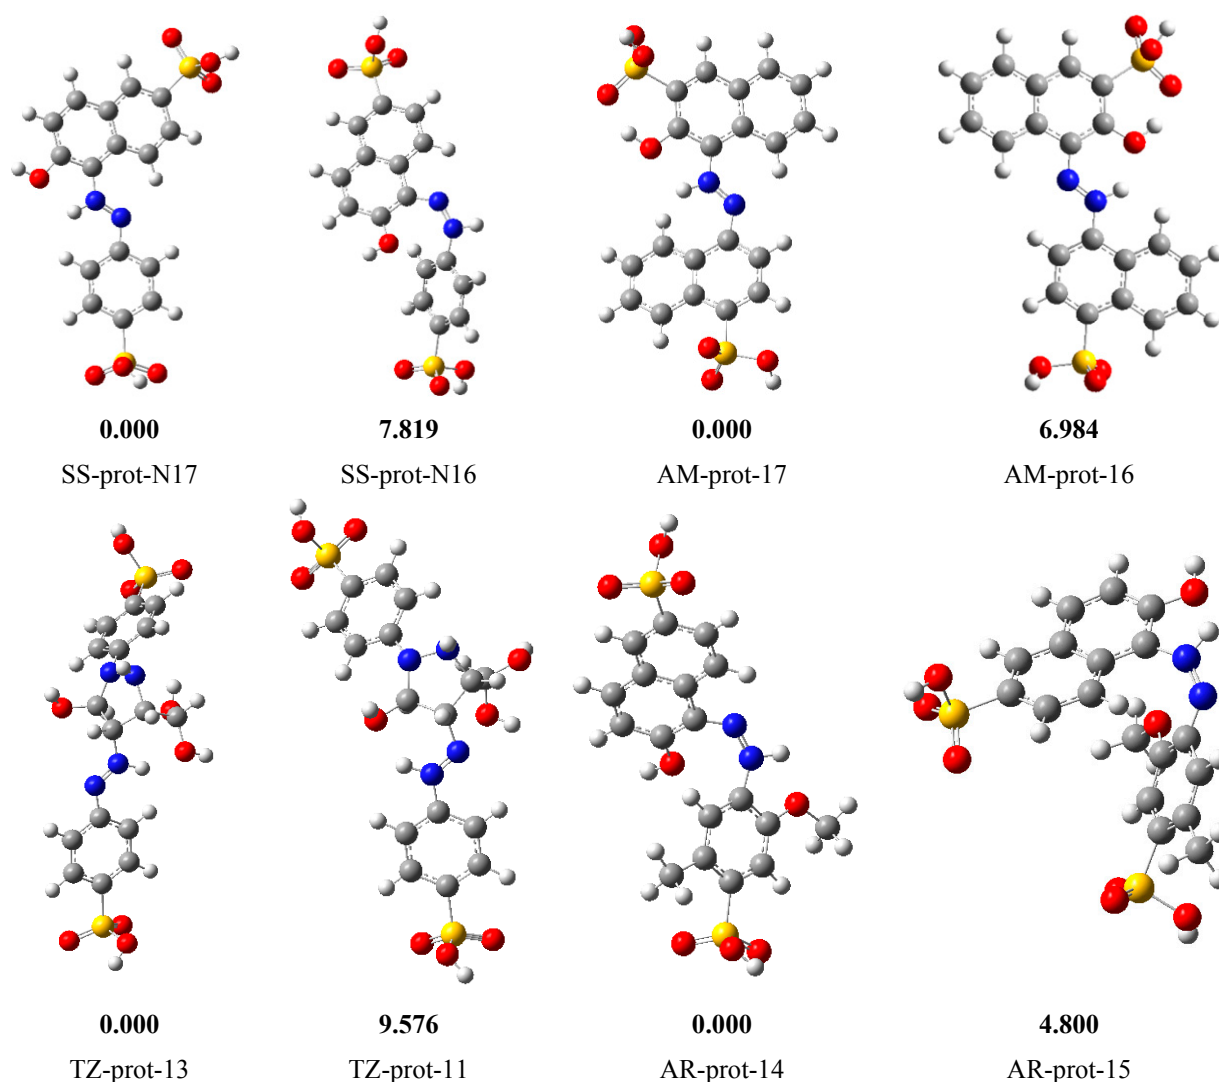 0.000 7.819 0.000 6.984
SS-prot-N17 SS-prot-N16 AM-prot-17 AM-prot-16
0.000 9.576 0.000 4.800
TZ-prot-13 TZ-prot-11 AR-prot-14 AR-prot-15